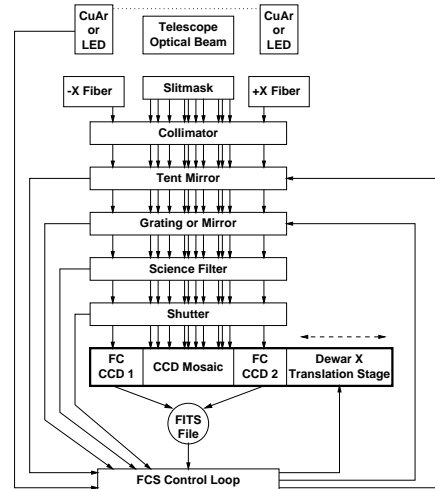 CuAr
or
LED
Telescope
Optical Beam
CuAr
or
LED
-X Fiber
Slitmask
+X Fiber
Collimator
Tent Mirror
Grating or Mirror
Science Filter
Shutter
FC
CCD 1
CCD Mosaic
FC
CCD 2
Dewar X
Translation Stage
FITS
File
FCS Control Loop